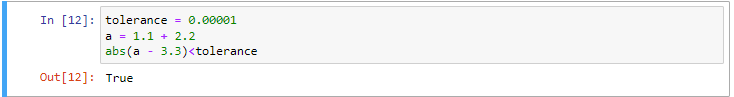 In [12]: tolerance = 0.00001
a = 1.1 + 2.2
abs(a - 3.3)<tolerance
Out[12]: True